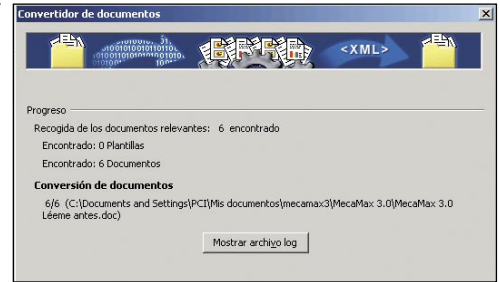 Convertidor de documentos
<XML>
Progreso
Recogida de los documentos relevantes: 6 encontrado
Encontrado: 0 Plantillas
Encontrado: 6 Documentos
Conversión de documentos
6/6 (C:\Documents and Settings\PCI\Mis documentos\mecamax3\MecaMax 3.0\MecaMax 3.0
Léeme antes.doc)
Mostrar archivo log